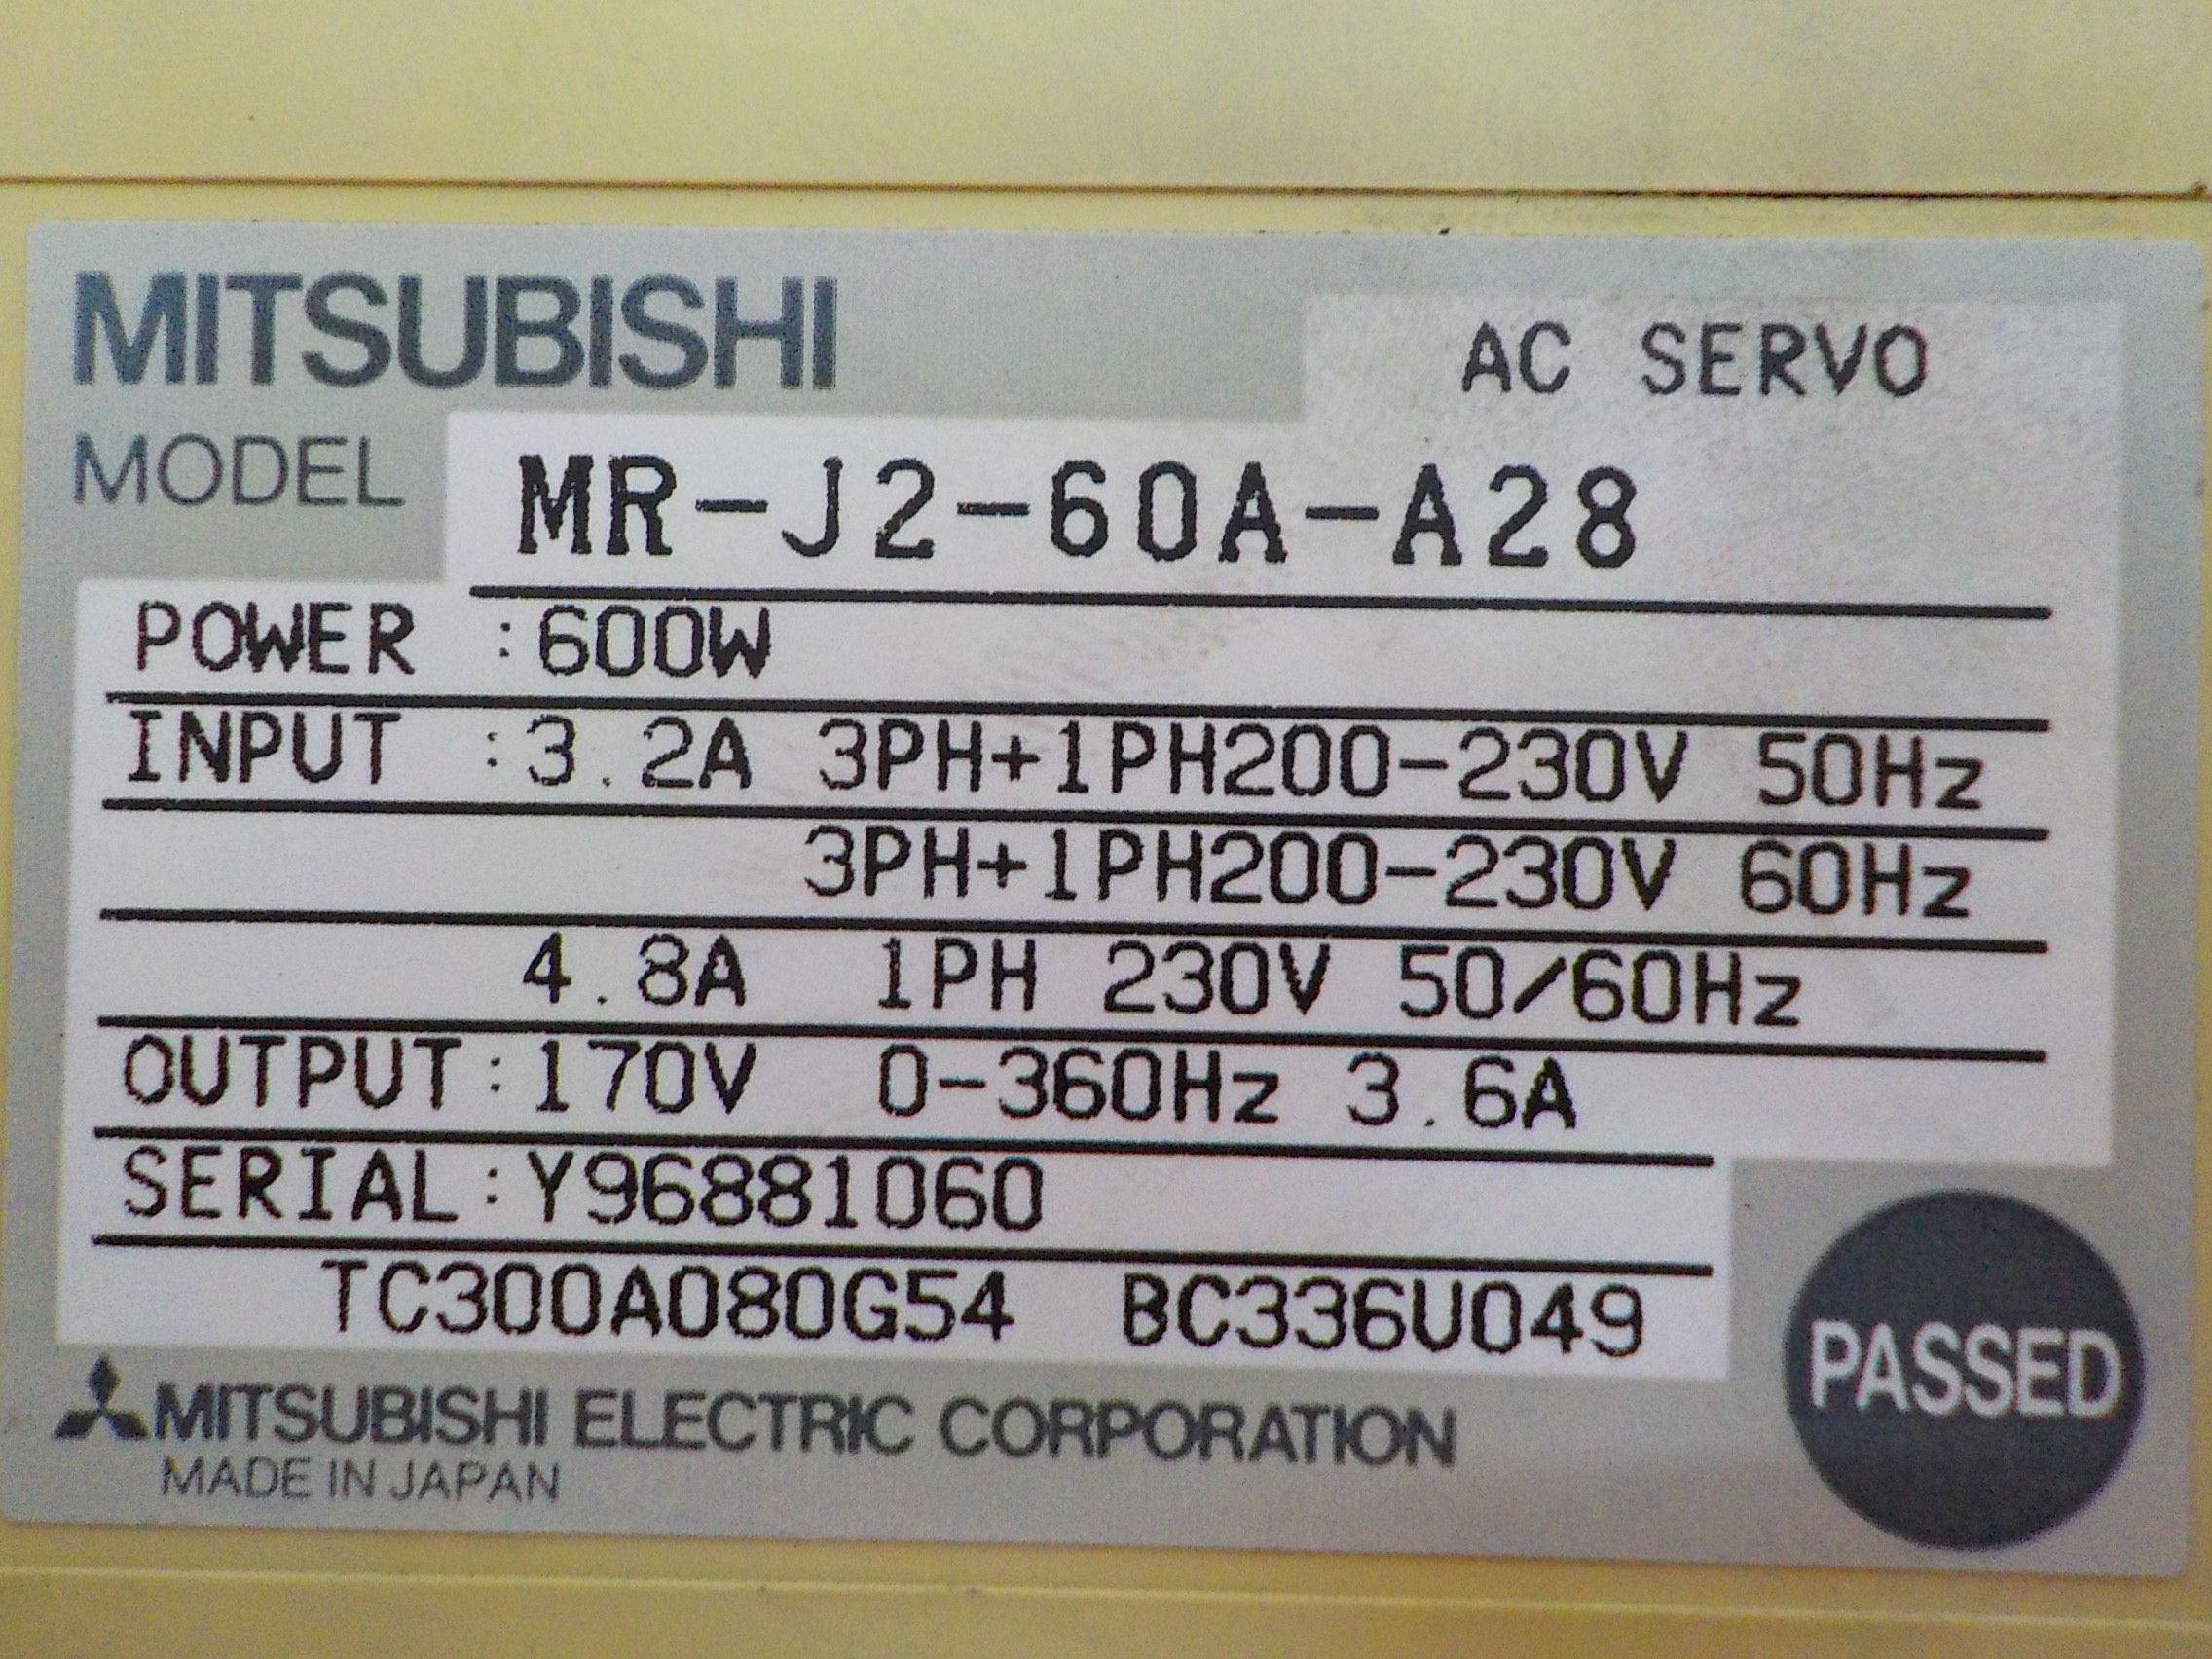 MITSUBISHI
AC SERVO
MODEL MR-J2-60A-A28
POWER :600W
INPUT :3.2A 3PH+1PH200-230V 50Hz
3PH+1PH200-230V 60Hz
4.8A 1PH 230V 50/60Hz
OUTPUT:170V 0-360Hz 3.6A
SERIAL:Y96881060
TC300A080G54 BC336U049
PASSED
MITSUBISHI ELECTRIC CORPORATION
MADE IN JAPAN